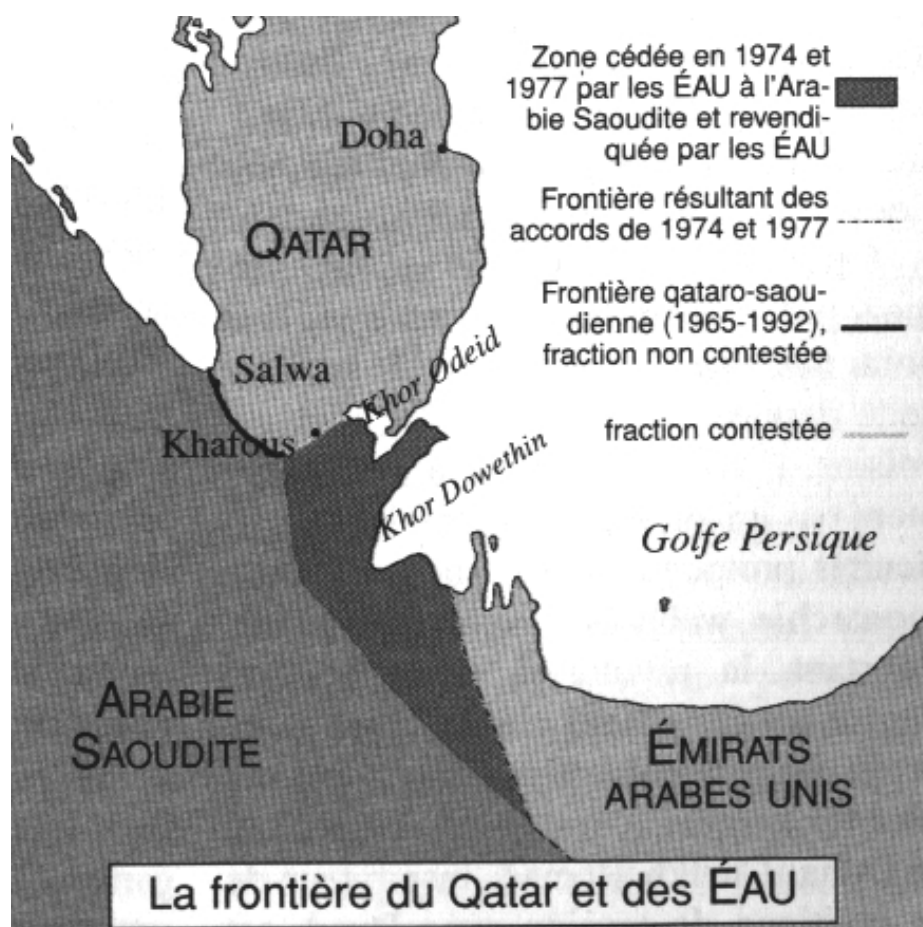 Zone cédée en 1974 et
1977 par les ÉAU à l'Ara-
bie Saoudite et revendi-
quée par les ÉAU
Frontière résultant des
accords de 1974 et 1977
Frontière qataro-saou-
dienne (1965-1992),
fraction non contestée
fraction contestée
Doha
QATAR
Salwa
Khor Odeid
Khafous
Khor Dowethin
Golfe Persique
ARABIE
SAOUDITE
ÉMIRATS
ARABES UNIS
La frontière du Qatar et des ÉAU